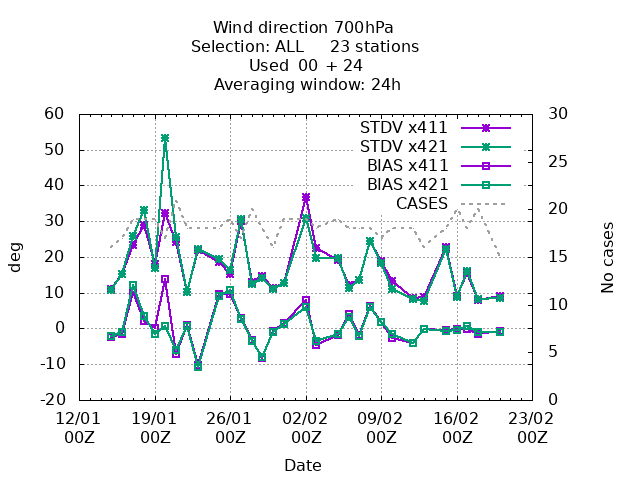 Wind direction 700hPa
Selection: ALL 23 stations
Used 00 + 24
Averaging window: 24h
60
50
40
30
20
10
0
-10
-20
deg
30
25
20
15
10
5
0
No cases
STDV x411
STDV x421
BIAS x411
BIAS x421
CASES
12/01 19/01 26/01 02/02 09/02 16/02 23/02
00Z 00Z 00Z 00Z 00Z 00Z 00Z
Date